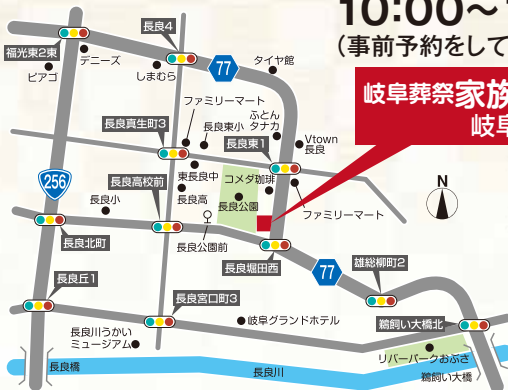 10:00～
（事前予約をして
岐阜葬祭家族
岐阜
長良4
福光東2東
デニーズ
ピアゴ
しまむら
77
タイヤ館
ファミリーマート
ふとん
タナカ
長良真生町3
長良東小
Vtown
長良
長良東1
東長良中
256
長良高校前
長良高
コメダ珈琲
長良公園
ファミリーマート
N
長良小
長良北町
長良公園前
長良堀田西
77
雄総柳町2
長良丘1
長良宮口町3
岐阜グランドホテル
鵜飼い大橋北
長良川うかい
ミュージアム
リバーパークおぶさ
長良橋
長良川
鵜飼い大橋